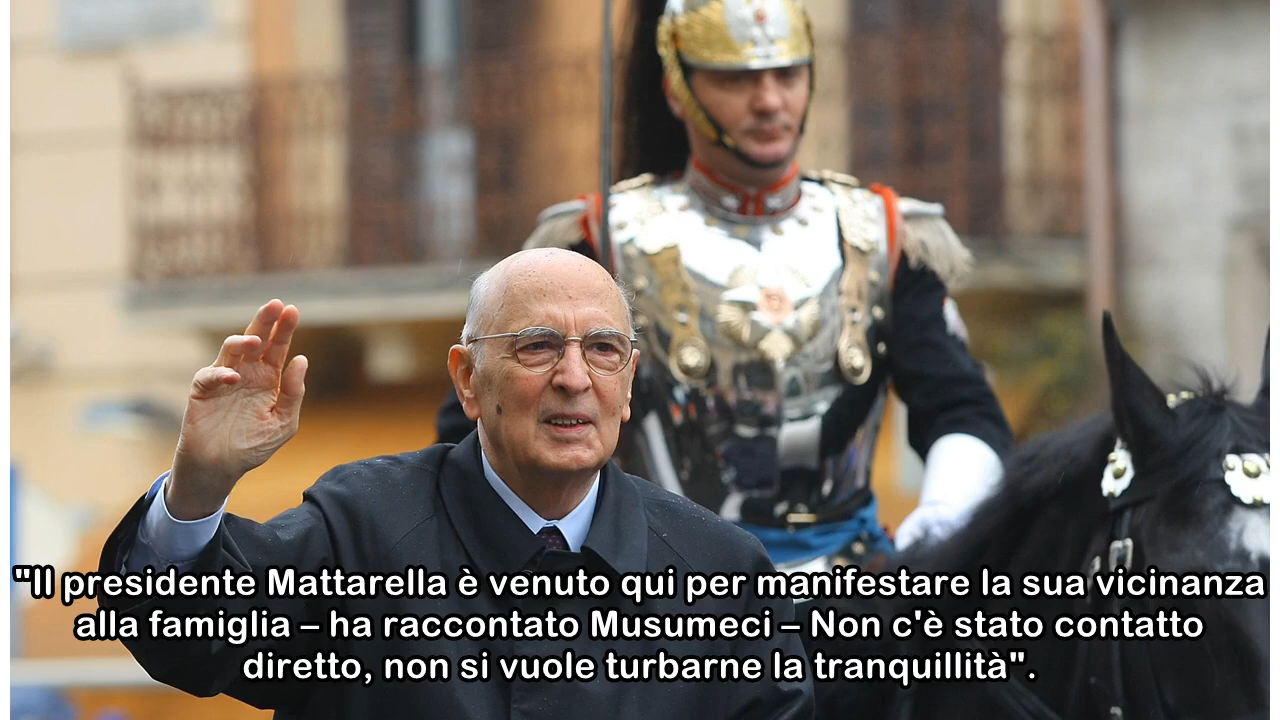 "Il presidente Mattarella è venuto qui per manifestare la sua vicinanza
alla famiglia – ha raccontato Musumeci – Non c'è stato contatto
diretto, non si vuole turbarne la tranquillità".